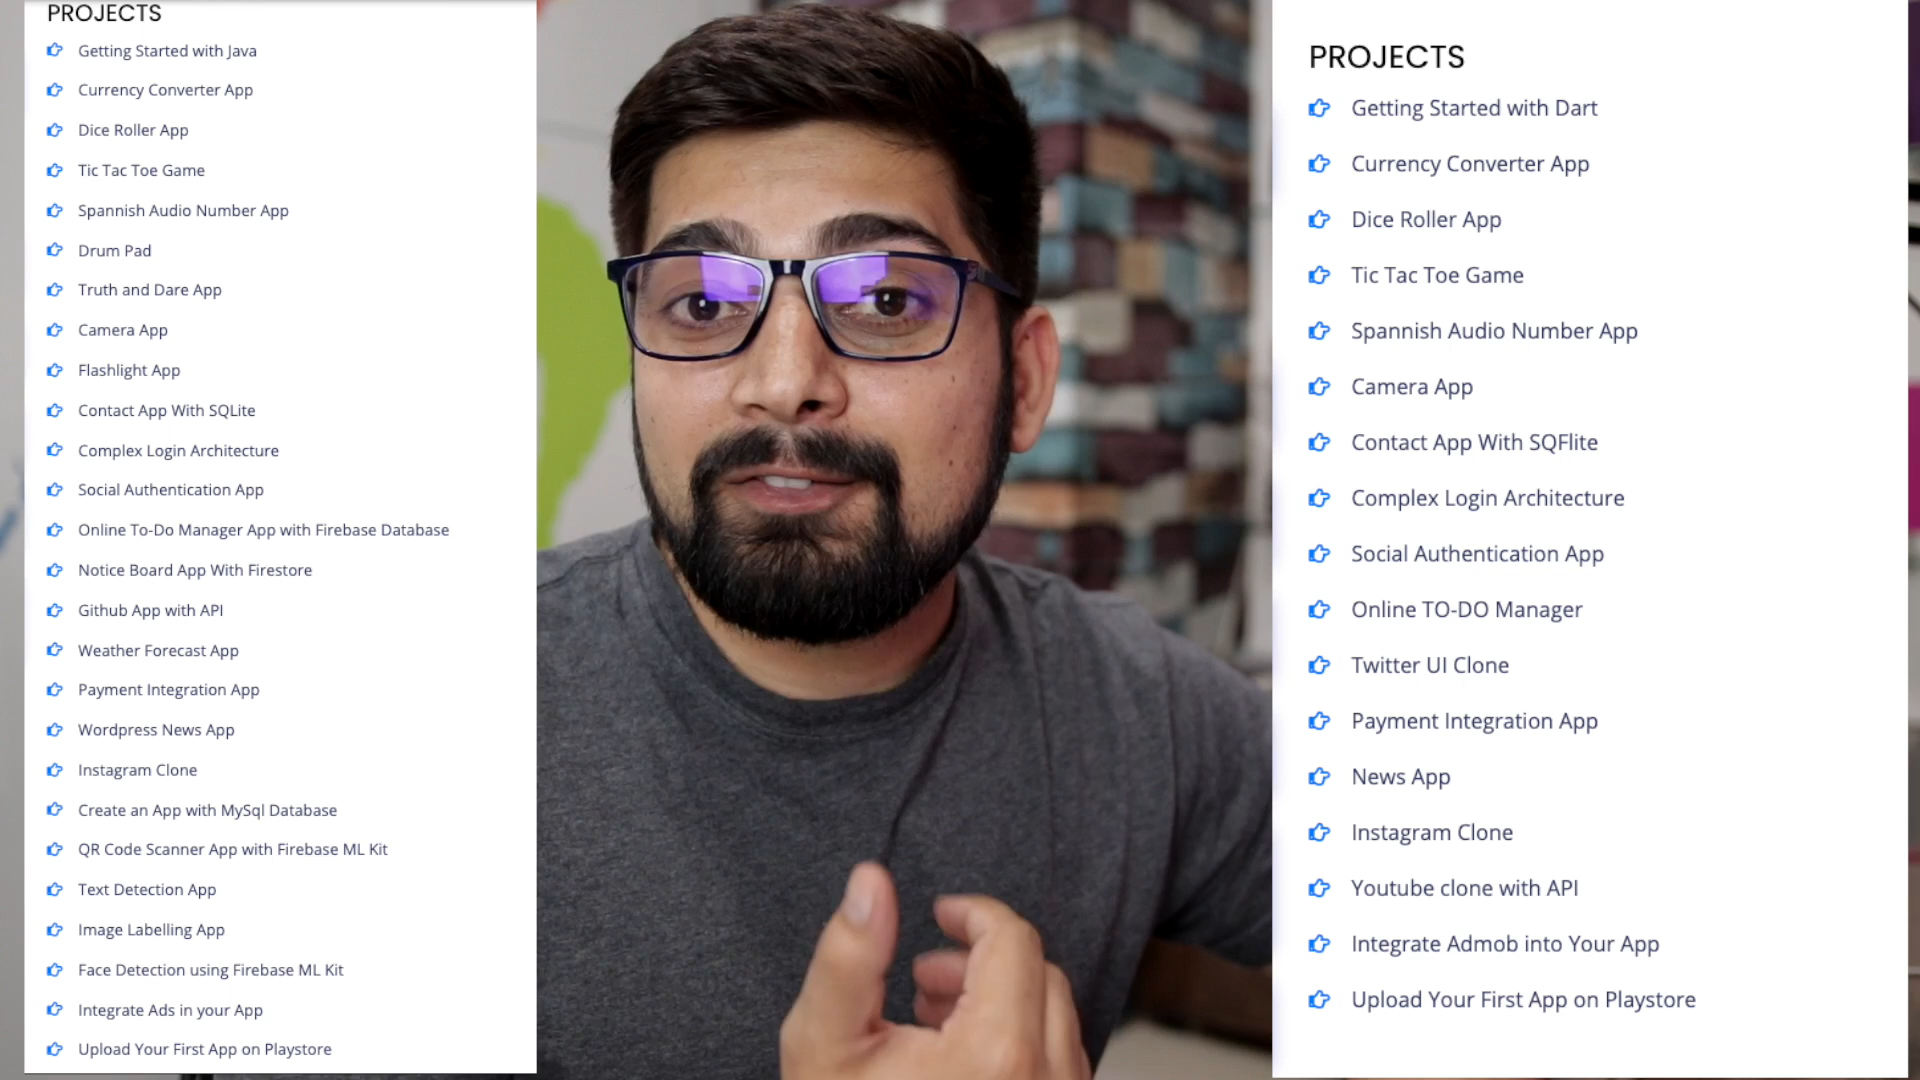 PROJECTS
Getting Started with Java
Currency Converter App
Dice Roller App
Tic Tac Toe Game
Spannish Audio Number App
Drum Pad
Truth and Dare App
Camera App
Flashlight App
Contact App With SQLite
Complex Login Architecture
Social Authentication App
Online To-Do Manager App with Firebase Database
Notice Board App With Firestore
Github App with API
Weather Forecast App
Payment Integration App
Wordpress News App
Instagram Clone
Create an App with MySql Database
QR Code Scanner App with Firebase ML Kit
Text Detection App
Image Labelling App
Face Detection using Firebase ML Kit
Integrate Ads in your App
Upload Your First App on Playstore
PROJECTS
Getting Started with Dart
Currency Converter App
Dice Roller App
Tic Tac Toe Game
Spannish Audio Number App
Camera App
Contact App With SQFlite
Complex Login Architecture
Social Authentication App
Online TO-DO Manager
Twitter UI Clone
Payment Integration App
News App
Instagram Clone
Youtube clone with API
Integrate Admob into Your App
Upload Your First App on Playstore